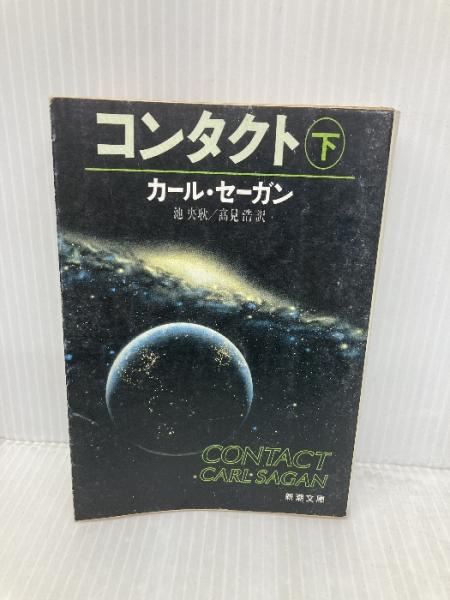 コンタクト 下
カール・セーガン
池央耿/高見浩訳
CONTACT
CARL SAGAN
新潮文庫